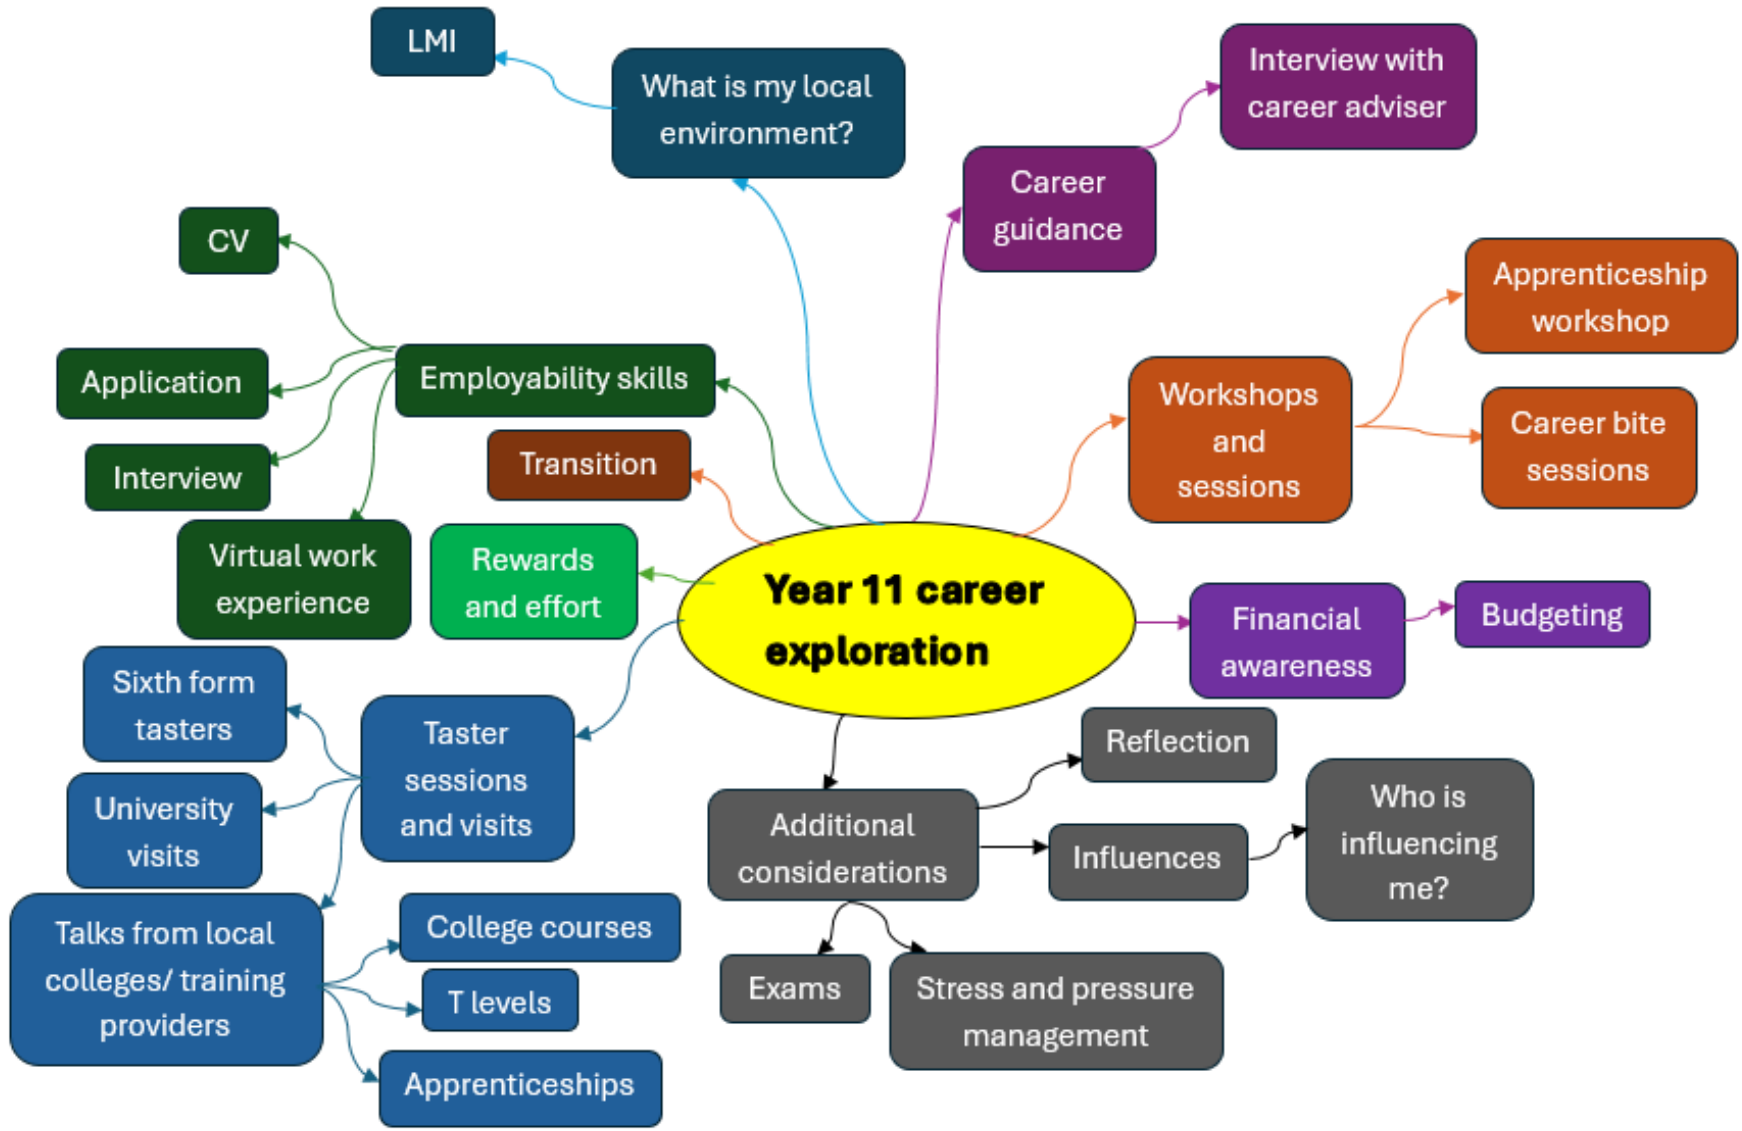 LMI
What is my local
environment?
Interview with
career adviser
Career
guidance
CV
Apprenticeship
workshop
Application
Employability skills
Workshops
and
sessions
Career bite
sessions
Interview
Transition
Virtual work
experience
Rewards
and effort
Year 11 career
exploration
Financial
awareness
Budgeting
Sixth form
tasters
Taster
sessions
and visits
University
visits
Reflection
Additional
considerations
Influences
Who is
influencing
me?
Talks from local
colleges/ training
providers
College courses
T levels
Apprenticeships
Exams
Stress and pressure
management